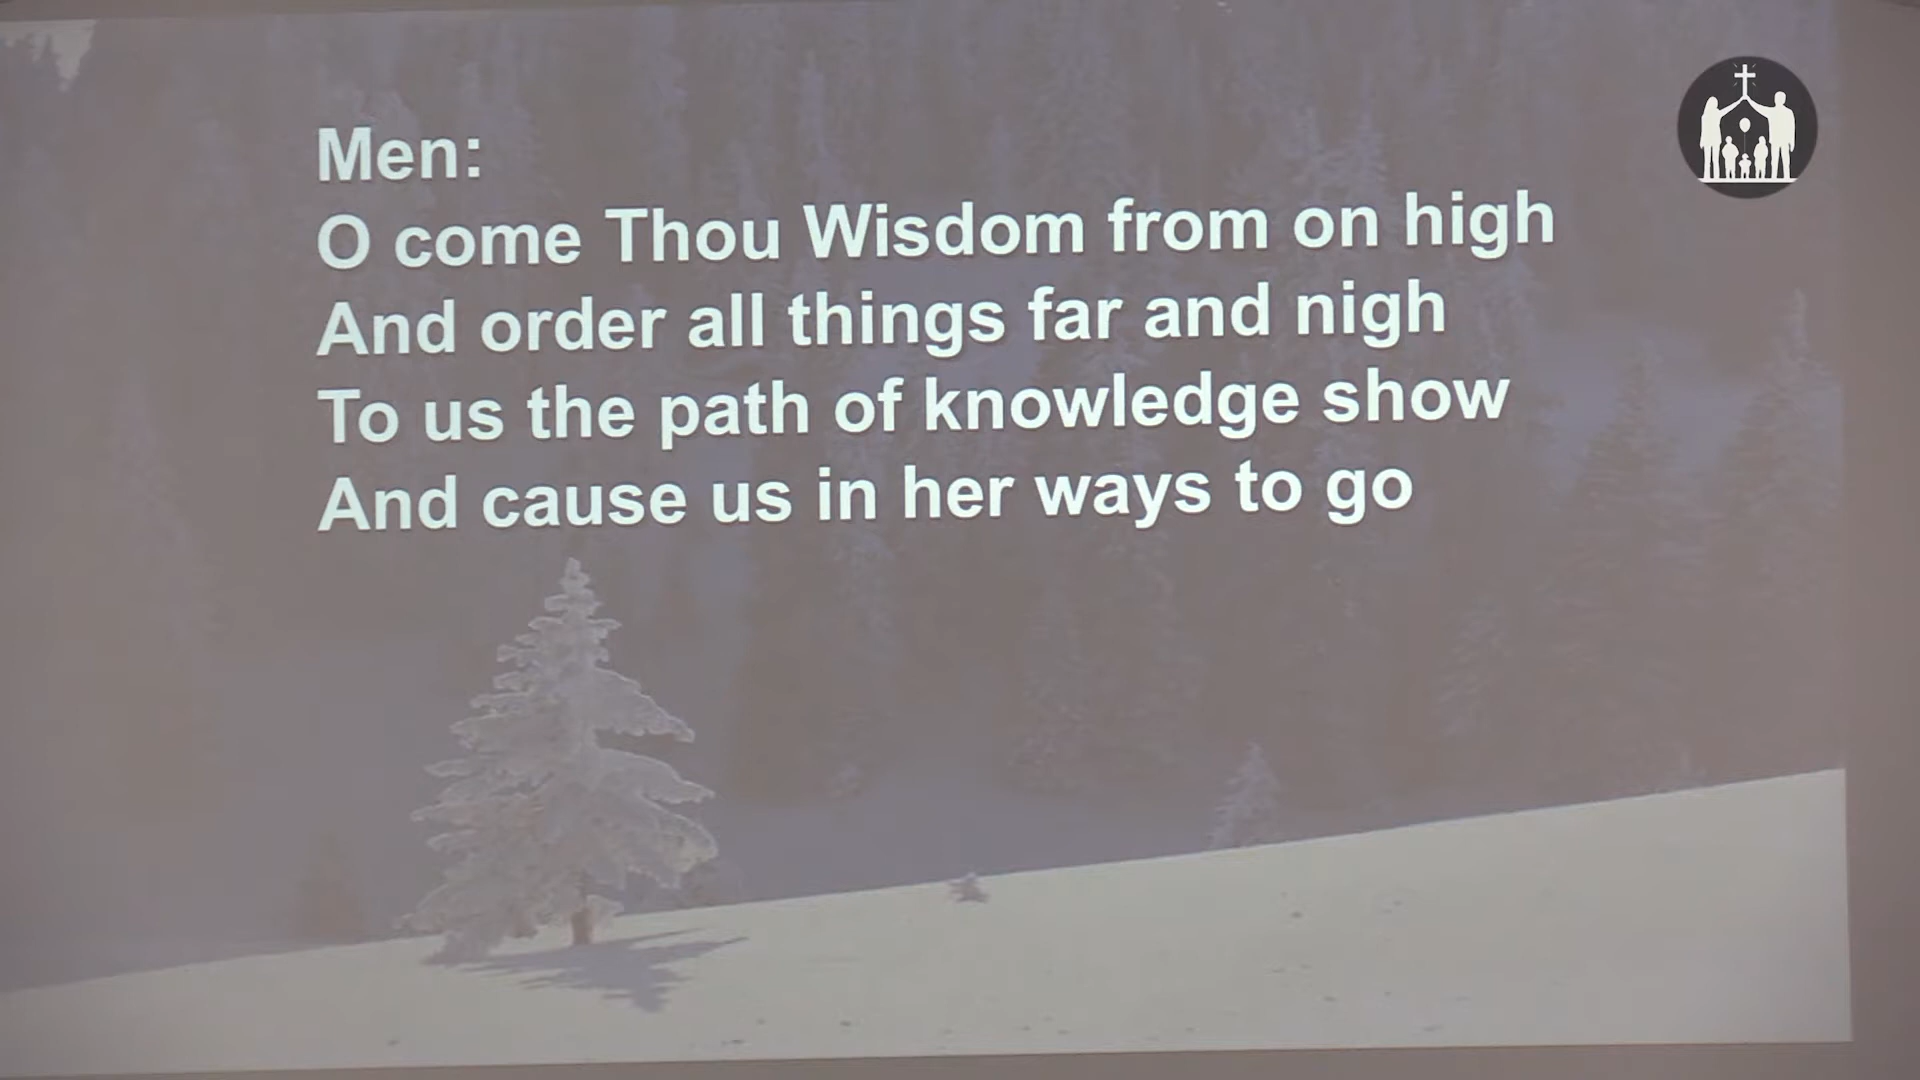 Men:
O come Thou Wisdom from on high
And order all things far and nigh
To us the path of knowledge show
And cause us in her ways to go